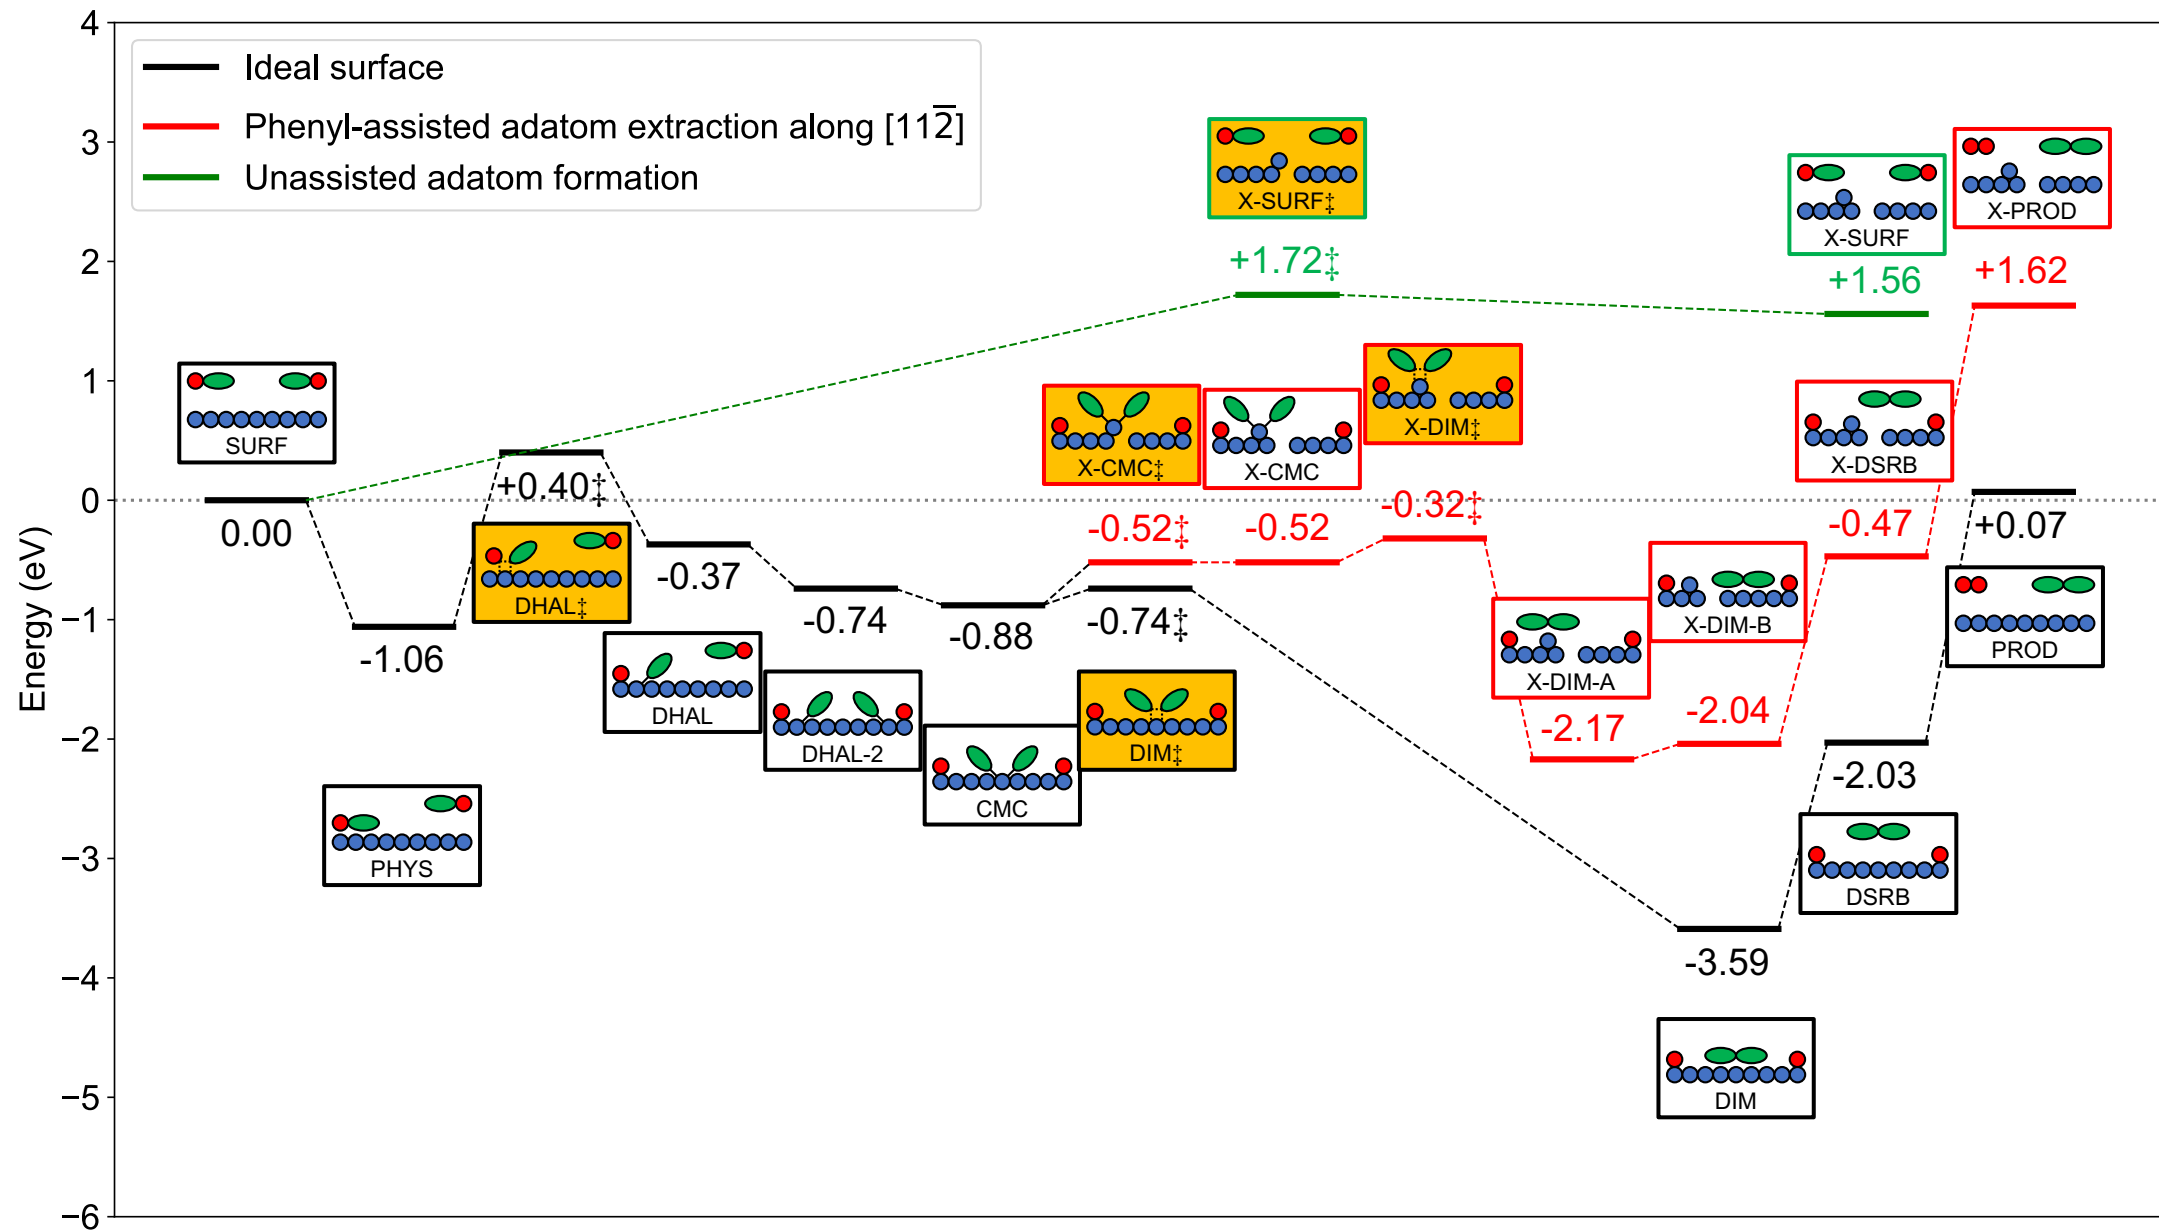 Energy (eV)
4
3
2
1
0
−1
−2
−3
−4
−5
−6
Ideal surface
Phenyl-assisted adatom extraction along [112̅]
Unassisted adatom formation
SURF
0.00
PHYS
-1.06
+0.40‡
DHAL‡
-0.37
DHAL
-0.74
DHAL-2
-0.88
CMC
X-CMC‡
-0.52‡
-0.74‡
DIM‡
X-SURF‡
+1.72‡
X-CMC
-0.52
X-DIM‡
-0.32‡
X-DIM-A
-2.17
X-DIM-B
-2.04
-3.59
DIM
X-SURF
+1.56
X-DSRB
-0.47
-2.03
DSRB
X-PROD
+1.62
+0.07
PROD